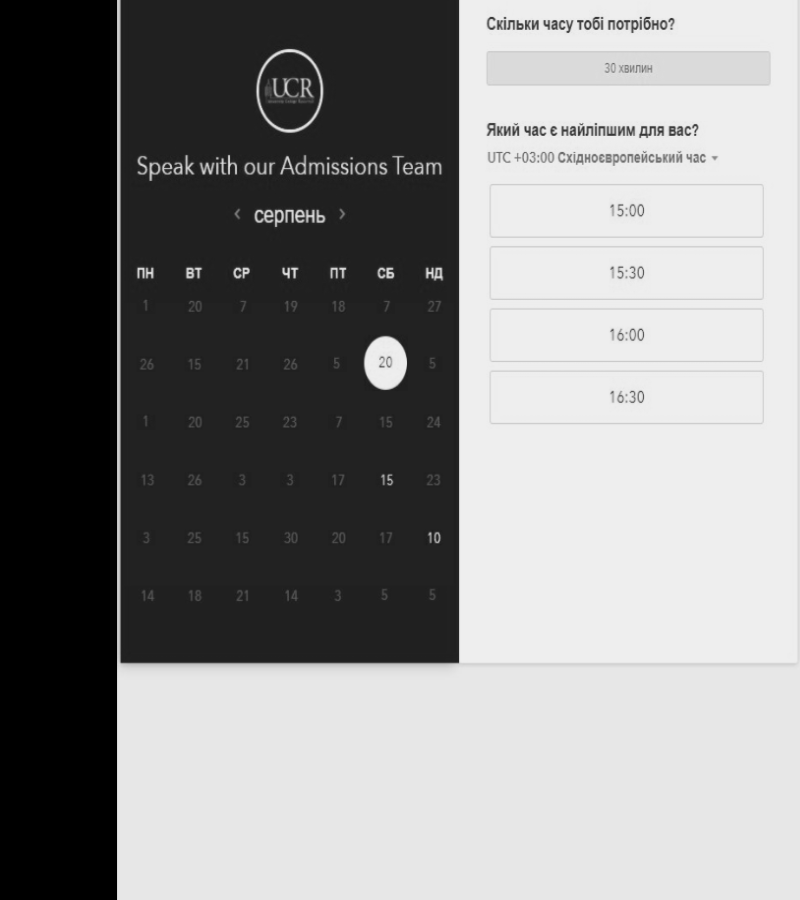 UCR
Speak with our Admissions Team
серпень
ПН ВТ СР ЧТ ПТ СБ НД
1 20 7 19 18 7 27
26 15 21 26 5 20 5
1 20 25 23 7 15 24
13 26 3 3 17 15 23
3 25 15 30 20 17 10
14 18 21 14 3 5 5
Скільки часу тобі потрібно?
30 хвилин
Який час є найліпшим для вас?
UTC +03:00 Східноєвропейський час
15:00
15:30
16:00
16:30